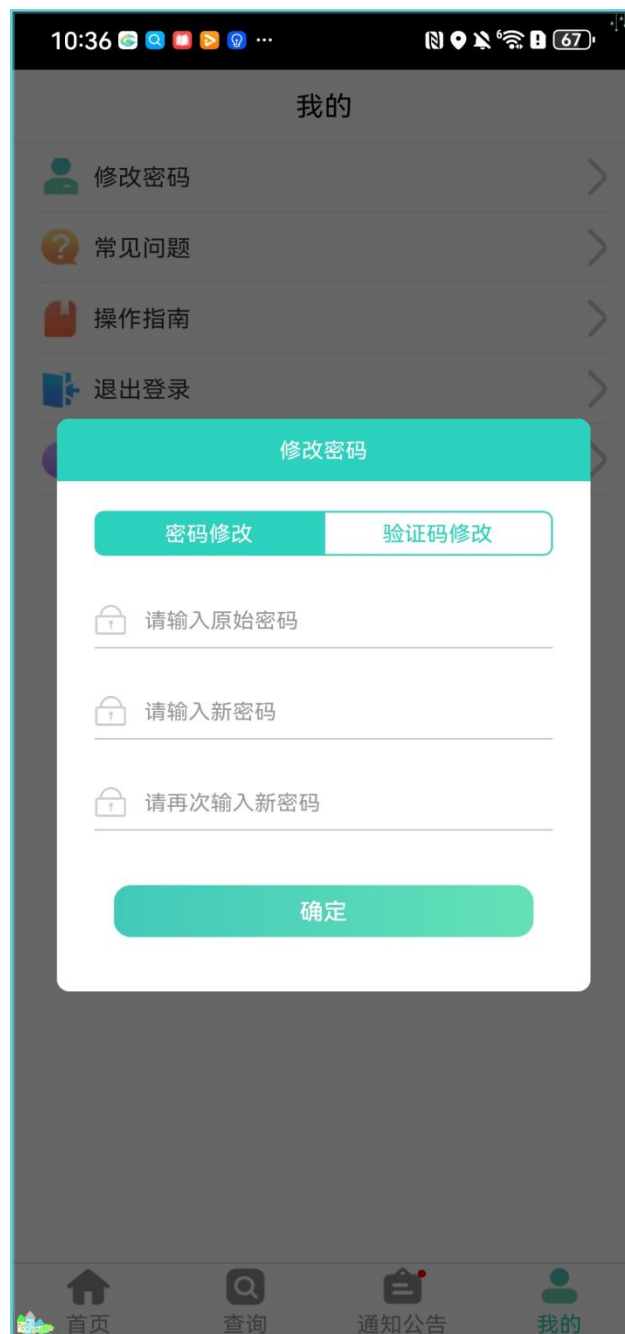 10:36
6
67
我的
修改密码
常见问题
操作指南
退出登录
修改密码
密码修改 验证码修改
请输入原始密码
请输入新密码
请再次输入新密码
确定
首页 查询 通知公告 我的